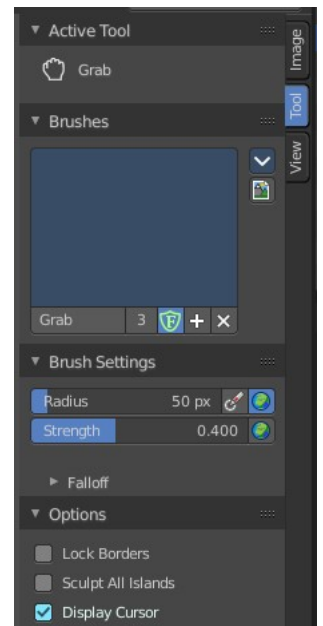 Active Tool
Grab
Brushes
Grab 3 F
Brush Settings
Radius 50 px
Strength 0.400
Falloff
Options
Lock Borders
Sculpt All Islands
Display Cursor
Image
Tool
View